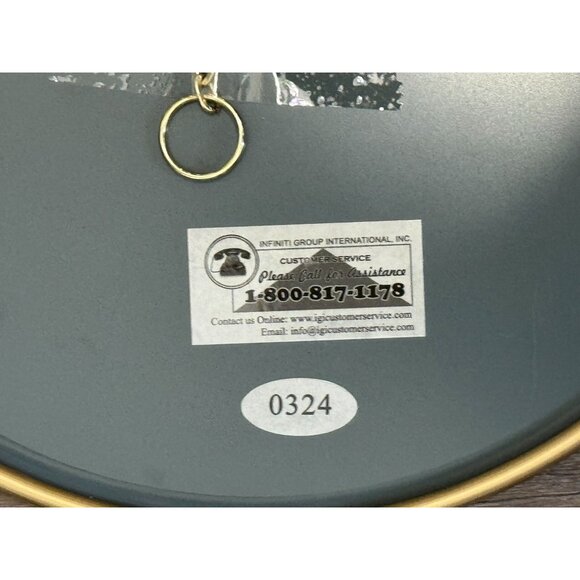 INFINITI GROUP INTERNATIONAL, INC.
CUSTOMER SERVICE
Please Call for Assistance
1-800-817-1178
Contact us Online: www.igicustomerservice.com
Email: info@igicustomerservice.com
0324